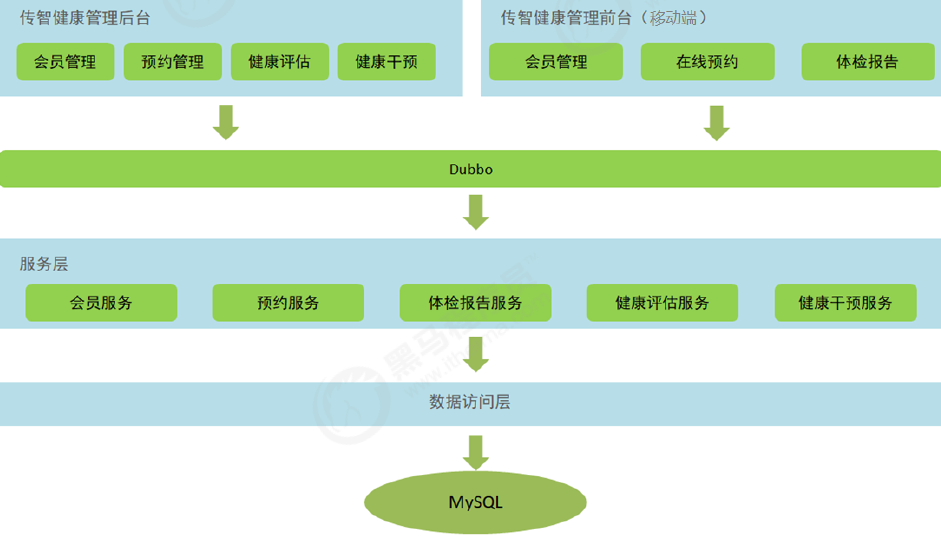 传智健康管理后台
传智健康管理前台（移动端）
会员管理 预约管理 健康评估 健康干预
会员管理 在线预约 体检报告
Dubbo
服务层
会员服务 预约服务 体检报告服务 健康评估服务 健康干预服务
数据访问层
MySQL